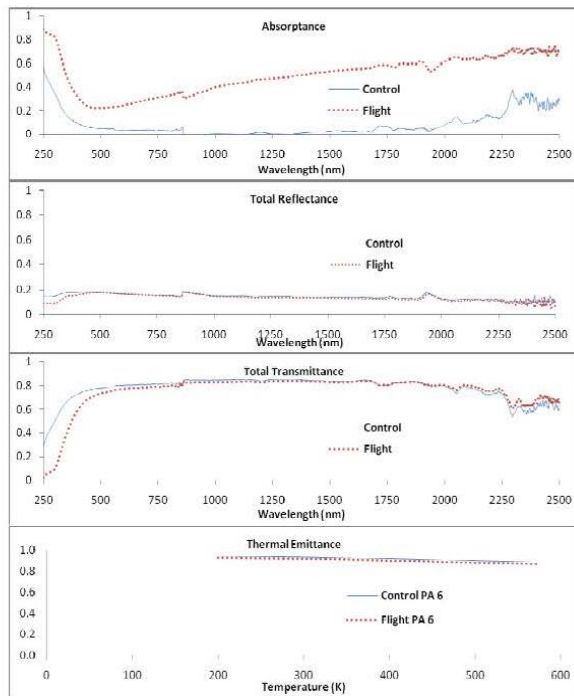 Absorptance
1
0.8
0.6
0.4
0.2
0
Control
Flight
250 500 750 1000 1250 1500 1750 2000 2250 2500
Wavelength (nm)
Total Reflectance
1
0.8
0.6
0.4
0.2
0
Control
Flight
250 500 750 1000 1250 1500 1750 2000 2250 2500
Wavelength (nm)
Total Transmittance
1
0.8
0.6
0.4
0.2
0
Control
Flight
250 500 750 1000 1250 1500 1750 2000 2250 2500
Wavelength (nm)
Thermal Emittance
1.0
0.8
0.6
0.4
0.2
0.0
Control PA 6
Flight PA 6
0 100 200 300 400 500 600
Temperature (K)